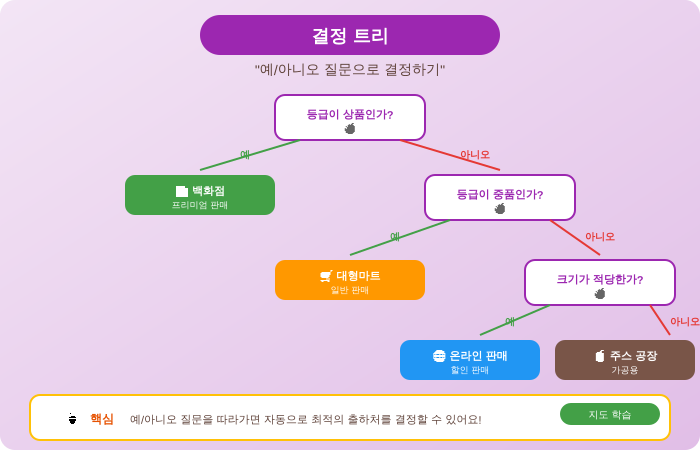 결정 트리
"예/아니오 질문으로 결정하기"
등급이 상품인가?
예
아니오
백화점
프리미엄 판매
등급이 중품인가?
예
아니오
대형마트
일반 판매
크기가 적당한가?
예
아니오
온라인 판매
할인 판매
주스 공장
가공용
핵심
예/아니오 질문을 따라가면 자동으로 최적의 출하처를 결정할 수 있어요!
지도 학습